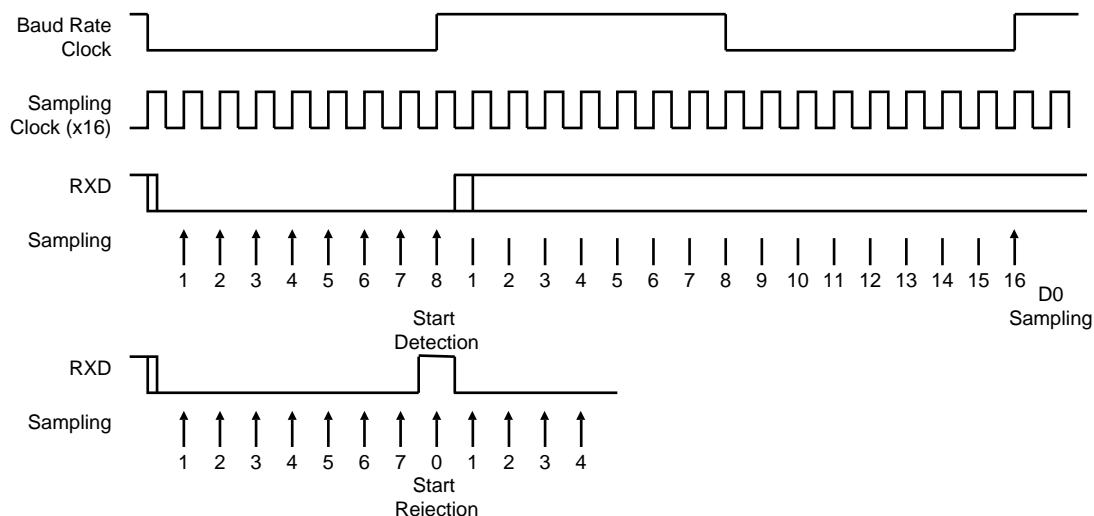 Baud Rate
Clock
Sampling
Clock (x16)
RXD
Sampling
1 2 3 4 5 6 7 8 1 2 3 4 5 6 7 8 9 10 11 12 13 14 15 16
D0
Sampling
Start
Detection
RXD
Sampling
1 2 3 4 5 6 7 0 1 2 3 4
Start
Rejection